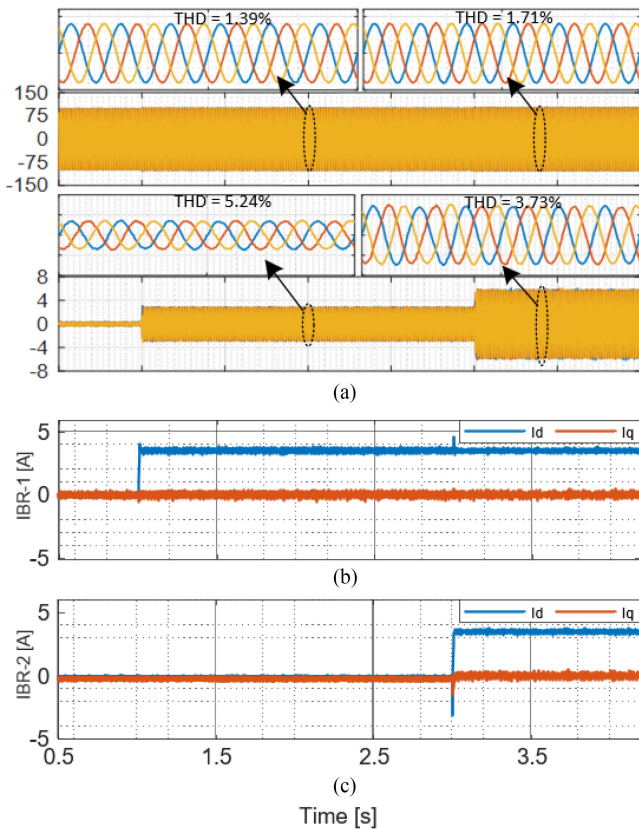 THD = 1.39%
THD = 1.71%
150
75
0
-75
-150
THD = 5.24%
THD = 3.73%
8
4
0
-4
-8
(a)
5
0
-5
IBR-1 [A]
Id Iq
(b)
5
0
-5
IBR-2 [A]
Id Iq
0.5 1.5 2.5 3.5
(c)
Time [s]